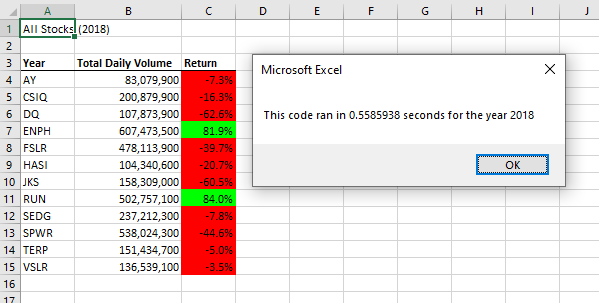 A B C D E F G H I J
1 All Stocks (2018)
2
3 Year Total Daily Volume Return
4 AY 83,079,900 -7.3%
5 CSIQ 200,879,900 -16.3%
6 DQ 107,873,900 -62.6%
7 ENPH 607,473,500 81.9%
8 FSLR 478,113,900 -39.7%
9 HASI 104,340,600 -20.7%
10 JKS 158,309,000 -60.5%
11 RUN 502,757,100 84.0%
12 SEDG 237,212,300 -7.8%
13 SPWR 538,024,300 -44.6%
14 TERP 151,434,700 -5.0%
15 VSLR 136,539,100 -3.5%
16
17
Microsoft Excel
This code ran in 0.5585938 seconds for the year 2018
OK